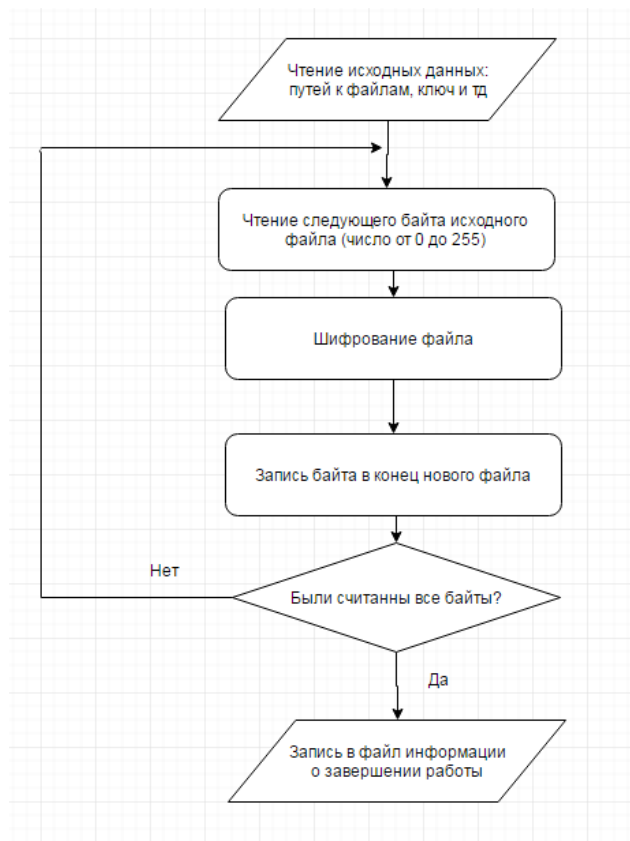 Чтение исходных данных:
путей к файлам, ключ и тд
Чтение следующего байта исходного
файла (число от 0 до 255)
Шифрование файла
Запись байта в конец нового файла
Нет
Были считанны все байты?
Да
Запись в файл информации
о завершении работы